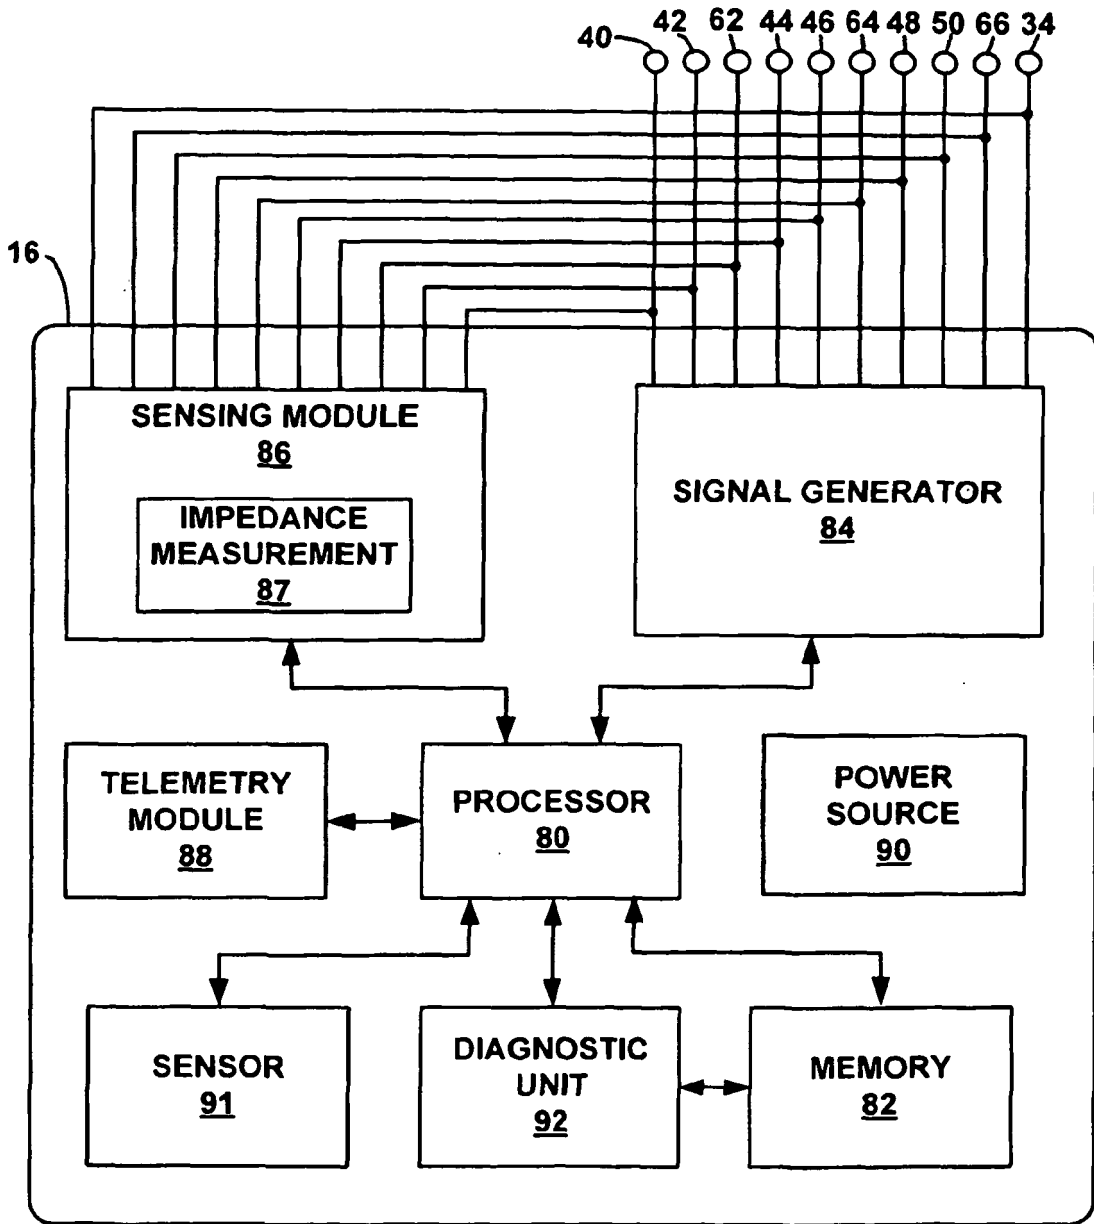 40 42 62 44 46 64 48 50 66 34
16
SENSING MODULE
86
IMPEDANCE
MEASUREMENT
87
SIGNAL GENERATOR
84
TELEMETRY
MODULE
88
PROCESSOR
80
POWER
SOURCE
90
SENSOR
91
DIAGNOSTIC
UNIT
92
MEMORY
82